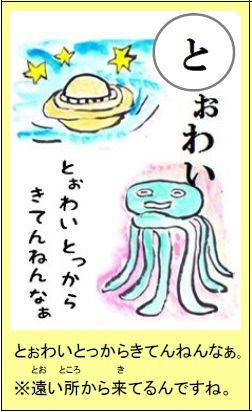 とぉわい
とぉわいとっから
きてんねんなぁ
とぉわいとっからきてんねんなぁ。
とお ところ き
※遠い所から来てるんですね。